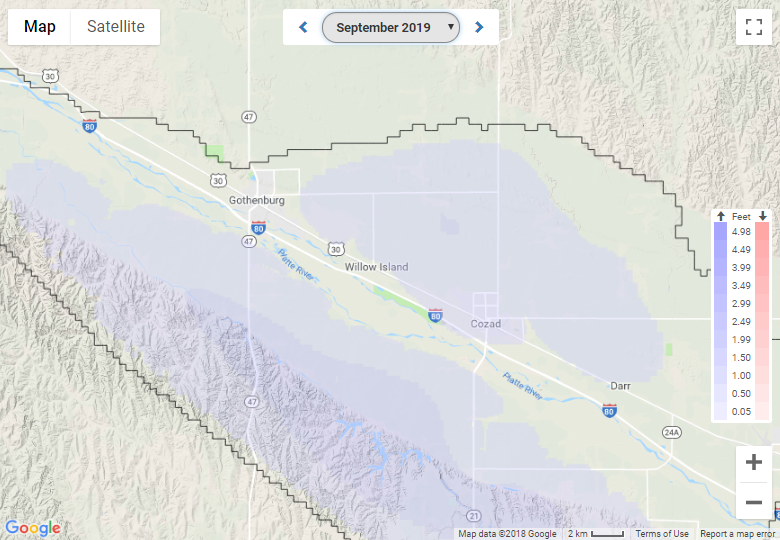 Map Satellite
September 2019
30
47
80
30
Gothenburg
80
47
30
Platte River
Willow Island
80
Cozad
Platte River
Darr
80
47
24A
21
Feet
4.98
4.49
3.99
3.49
2.99
2.49
1.99
1.50
1.00
0.50
0.05
Google
Map data ©2018 Google 2 km Terms of Use Report a map error